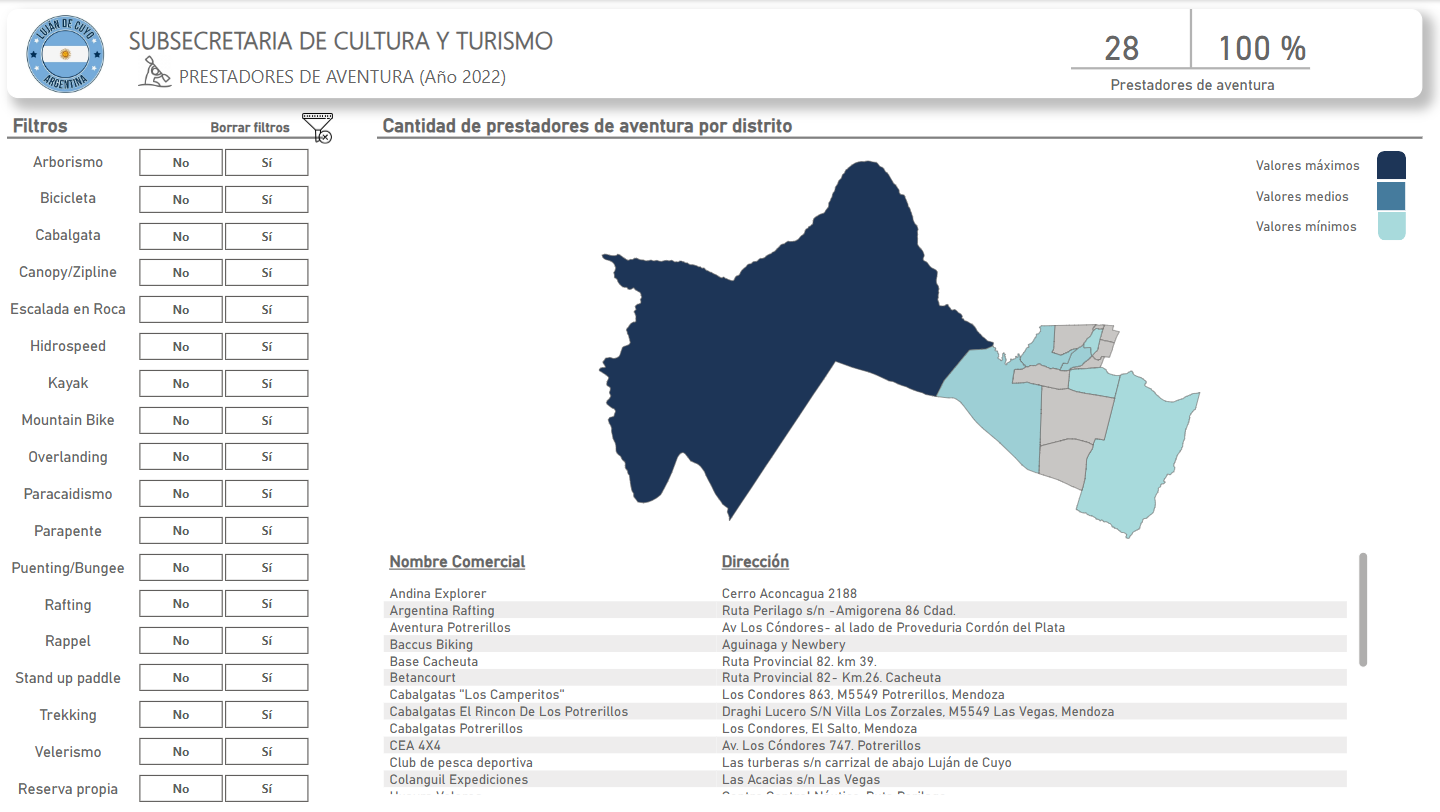 LUJÁN DE CUYO
ARGENTINA
SUBSECRETARIA DE CULTURA Y TURISMO
PRESTADORES DE AVENTURA (Año 2022)
28
100 %
Prestadores de aventura
Filtros
Borrar filtros
Arborismo No Sí
Bicicleta No Sí
Cabalgata No Sí
Canopy/Zipline No Sí
Escalada en Roca No Sí
Hidrospeed No Sí
Kayak No Sí
Mountain Bike No Sí
Overlanding No Sí
Paracaidismo No Sí
Parapente No Sí
Puenting/Bungee No Sí
Rafting No Sí
Rappel No Sí
Stand up paddle No Sí
Trekking No Sí
Velerismo No Sí
Reserva propia No Sí
Cantidad de prestadores de aventura por distrito
Valores máximos
Valores medios
Valores mínimos
Nombre Comercial Dirección
Andina Explorer Cerro Aconcagua 2188
Argentina Rafting Ruta Perilago s/n -Amigorena 86 Cdad.
Aventura Potrerillos Av Los Cóndores- al lado de Proveduria Cordón del Plata
Baccus Biking Aguinaga y Newbery
Base Cacheuta Ruta Provincial 82. km 39.
Betancourt Ruta Provincial 82- Km.26. Cacheuta
Cabalgatas "Los Camperitos" Los Condores 863, M5549 Potrerillos, Mendoza
Cabalgatas El Rincon De Los Potrerillos Draghi Lucero S/N Villa Los Zorzales, M5549 Las Vegas, Mendoza
Cabalgatas Potrerillos Los Condores, El Salto, Mendoza
CEA 4X4 Av. Los Cóndores 747. Potrerillos
Club de pesca deportiva Las turberas s/n carrizal de abajo Luján de Cuyo
Colanguil Expediciones Las Acacias s/n Las Vegas